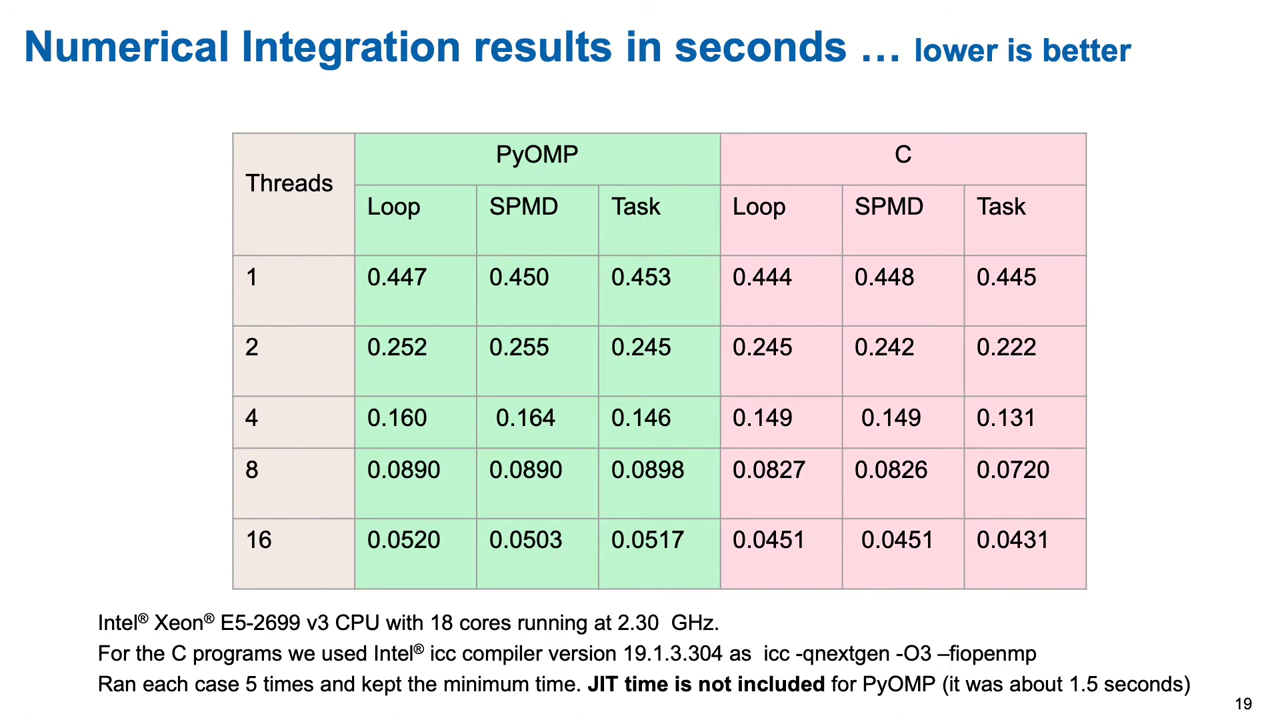 Numerical Integration results in seconds … lower is better
Threads PyOMP C
Loop SPMD Task Loop SPMD Task
1 0.447 0.450 0.453 0.444 0.448 0.445
2 0.252 0.255 0.245 0.245 0.242 0.222
4 0.160 0.164 0.146 0.149 0.149 0.131
8 0.0890 0.0890 0.0898 0.0827 0.0826 0.0720
16 0.0520 0.0503 0.0517 0.0451 0.0451 0.0431
Intel® Xeon® E5-2699 v3 CPU with 18 cores running at 2.30 GHz.
For the C programs we used Intel® icc compiler version 19.1.3.304 as icc -qnextgen -O3 –fiopenmp
Ran each case 5 times and kept the minimum time. JIT time is not included for PyOMP (it was about 1.5 seconds)
19